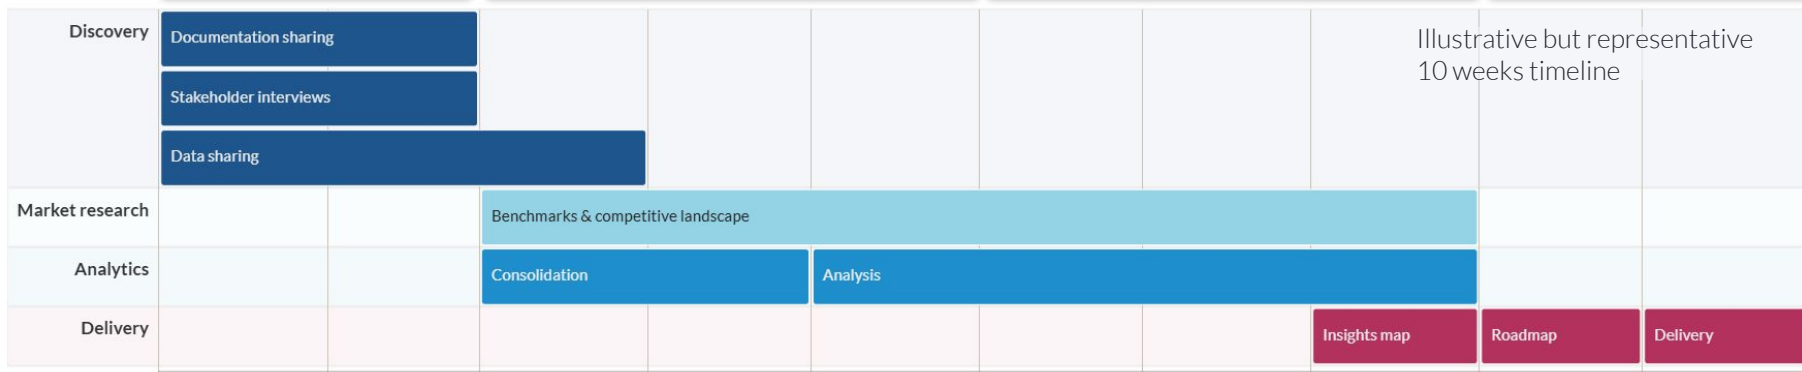 Discovery
Documentation sharing
Illustrative but representative
10 weeks timeline
Stakeholder interviews
Data sharing
Market research
Benchmarks & competitive landscape
Analytics
Consolidation
Analysis
Delivery
Insights map
Roadmap
Delivery